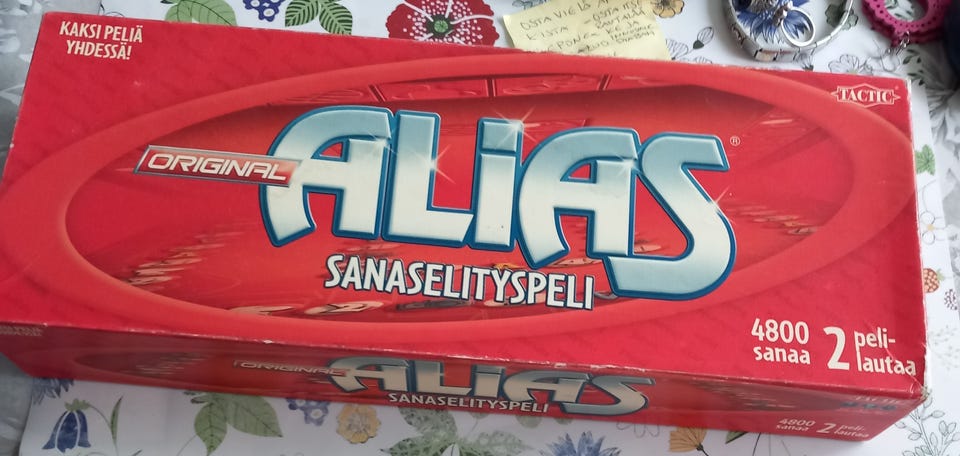 KAKSI PELIÄ
YHDESSÄ!
OSTA
TACTIC
ORIGINAL
ALiAS®
SANASELITYSPELI
4800
sanaa
2 peli-
lautaa
ORIGINAL
ALiAS
SANASELITYSPELI
4800
sanaa
2 peli-
lautaa